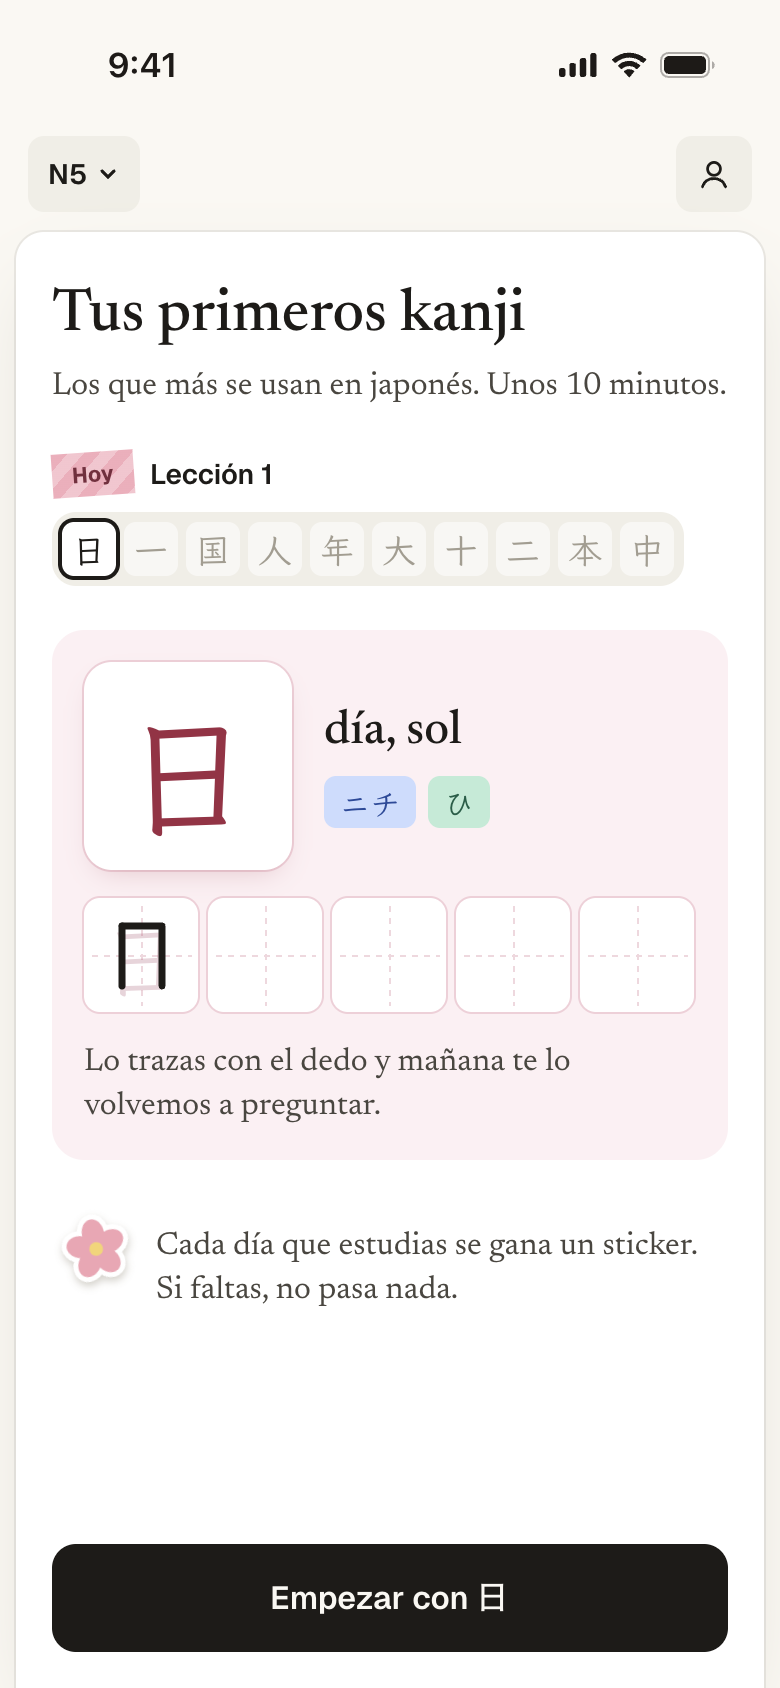 9:41
N5
Tus primeros kanji
Los que más se usan en japonés. Unos 10 minutos.
Hoy Lección 1
日 一 国 人 年 大 十 二 本 中
日
día, sol
ニチ ひ
日
Lo trazas con el dedo y mañana te lo
volvemos a preguntar.
Cada día que estudias se gana un sticker.
Si faltas, no pasa nada.
Empezar con 日